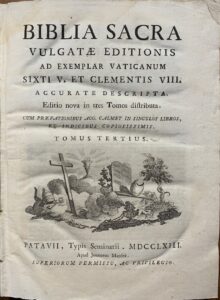 BIBLIA SACRA
VULGATÆ EDITIONIS
AD EXEMPLAR VATICANUM
SIXTI V. ET CLEMENTIS VIII.
ACCURATE DESCRIPTA.
Editio nova in tres Tomos distributa.
CUM PRÆFATIONIBUS AUG. CALMET IN SINGULOS LIBROS,
ET INDICIBUS COPIOSISSIMIS.
TOMUS TERTIUS.
PATAVII, Typis Seminarii. MDCCLXIII.
Apud Joannem Manfrè.
SUPERIORUM PERMISSU, AC PRIVILEGIO.